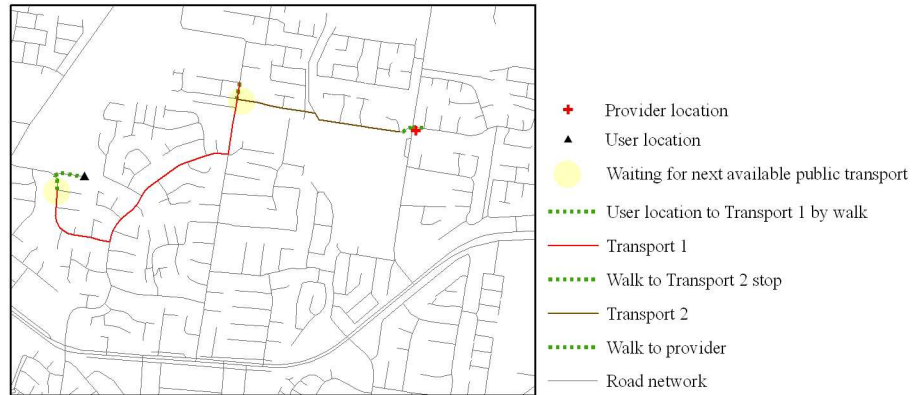 Provider location
User location
Waiting for next available public transport
User location to Transport 1 by walk
Transport 1
Walk to Transport 2 stop
Transport 2
Walk to provider
Road network